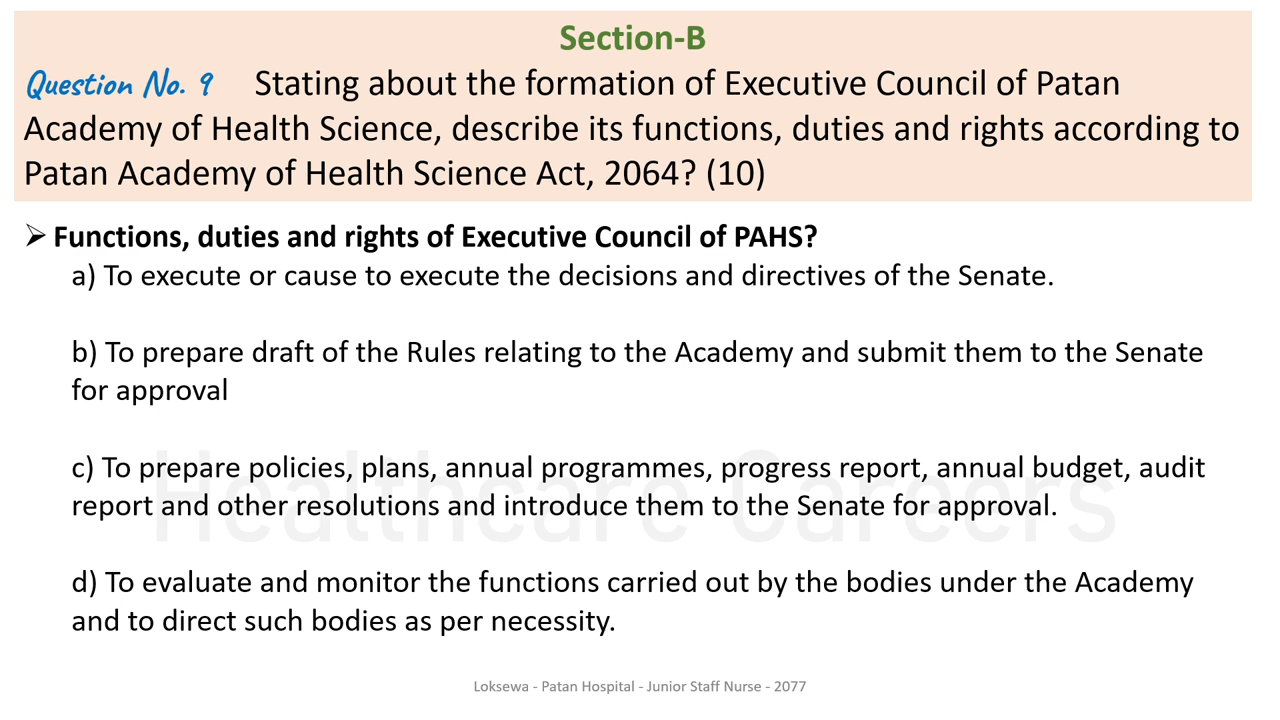 Section-B
Question No. 9 Stating about the formation of Executive Council of Patan
Academy of Health Science, describe its functions, duties and rights according to
Patan Academy of Health Science Act, 2064? (10)
➢ Functions, duties and rights of Executive Council of PAHS?
a) To execute or cause to execute the decisions and directives of the Senate.
b) To prepare draft of the Rules relating to the Academy and submit them to the Senate
for approval
Healthcare Careers
c) To prepare policies, plans, annual programmes, progress report, annual budget, audit
report and other resolutions and introduce them to the Senate for approval.
d) To evaluate and monitor the functions carried out by the bodies under the Academy
and to direct such bodies as per necessity.
Loksewa - Patan Hospital - Junior Staff Nurse - 2077